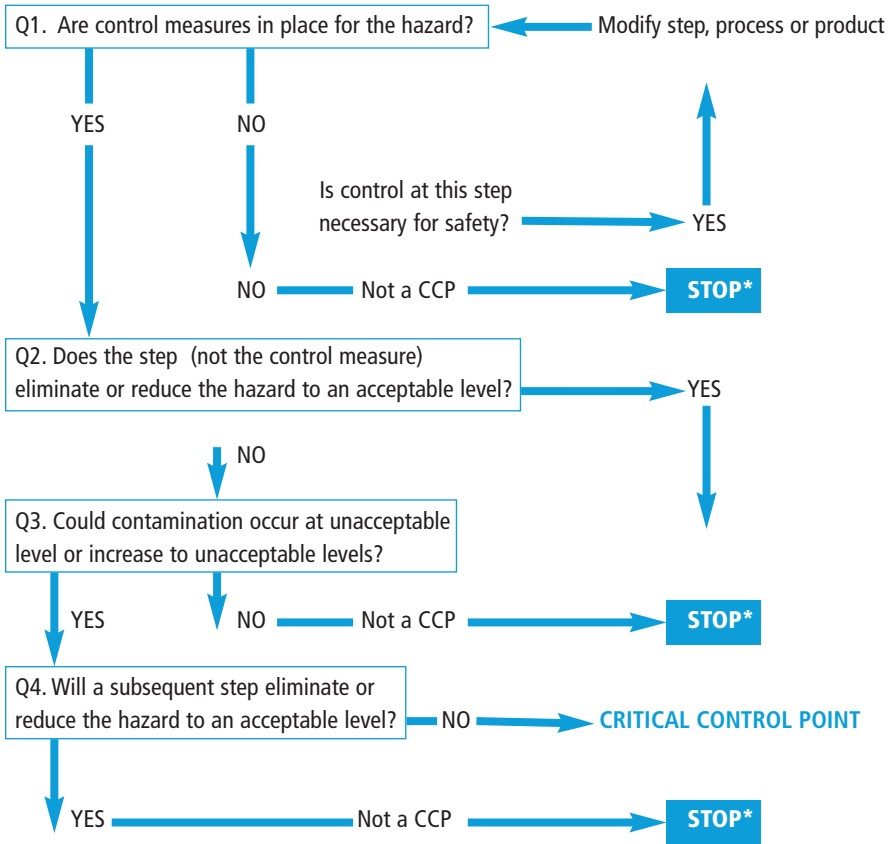 Q1. Are control measures in place for the hazard?
Modify step, process or product
YES
NO
Is control at this step
necessary for safety?
YES
NO
Not a CCP
STOP*
Q2. Does the step (not the control measure)
eliminate or reduce the hazard to an acceptable level?
YES
NO
Q3. Could contamination occur at unacceptable
level or increase to unacceptable levels?
YES
NO
Not a CCP
STOP*
Q4. Will a subsequent step eliminate or
reduce the hazard to an acceptable level?
NO
CRITICAL CONTROL POINT
YES
Not a CCP
STOP*